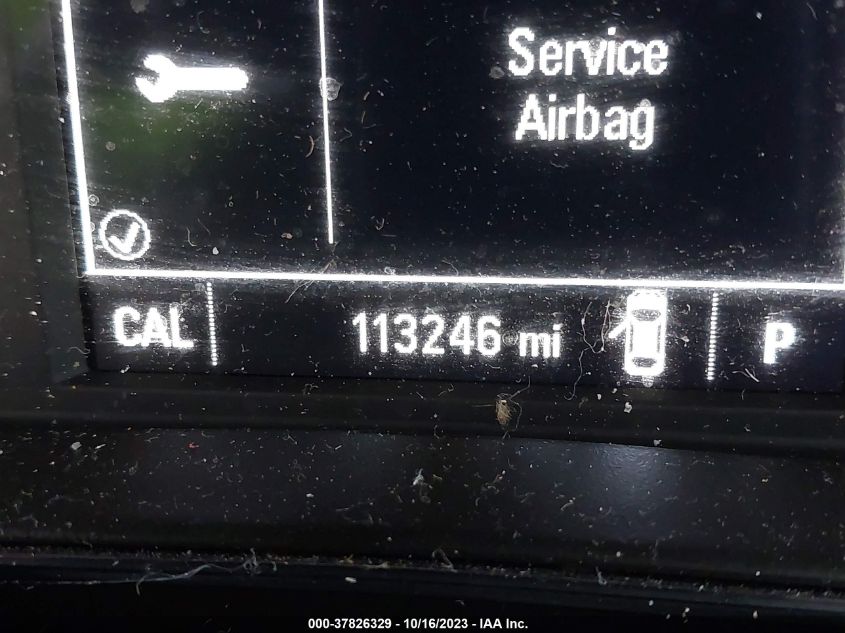 Service
Airbag
CAL 113246 mi P
000-37826329 - 10/16/2023 - IAA Inc.